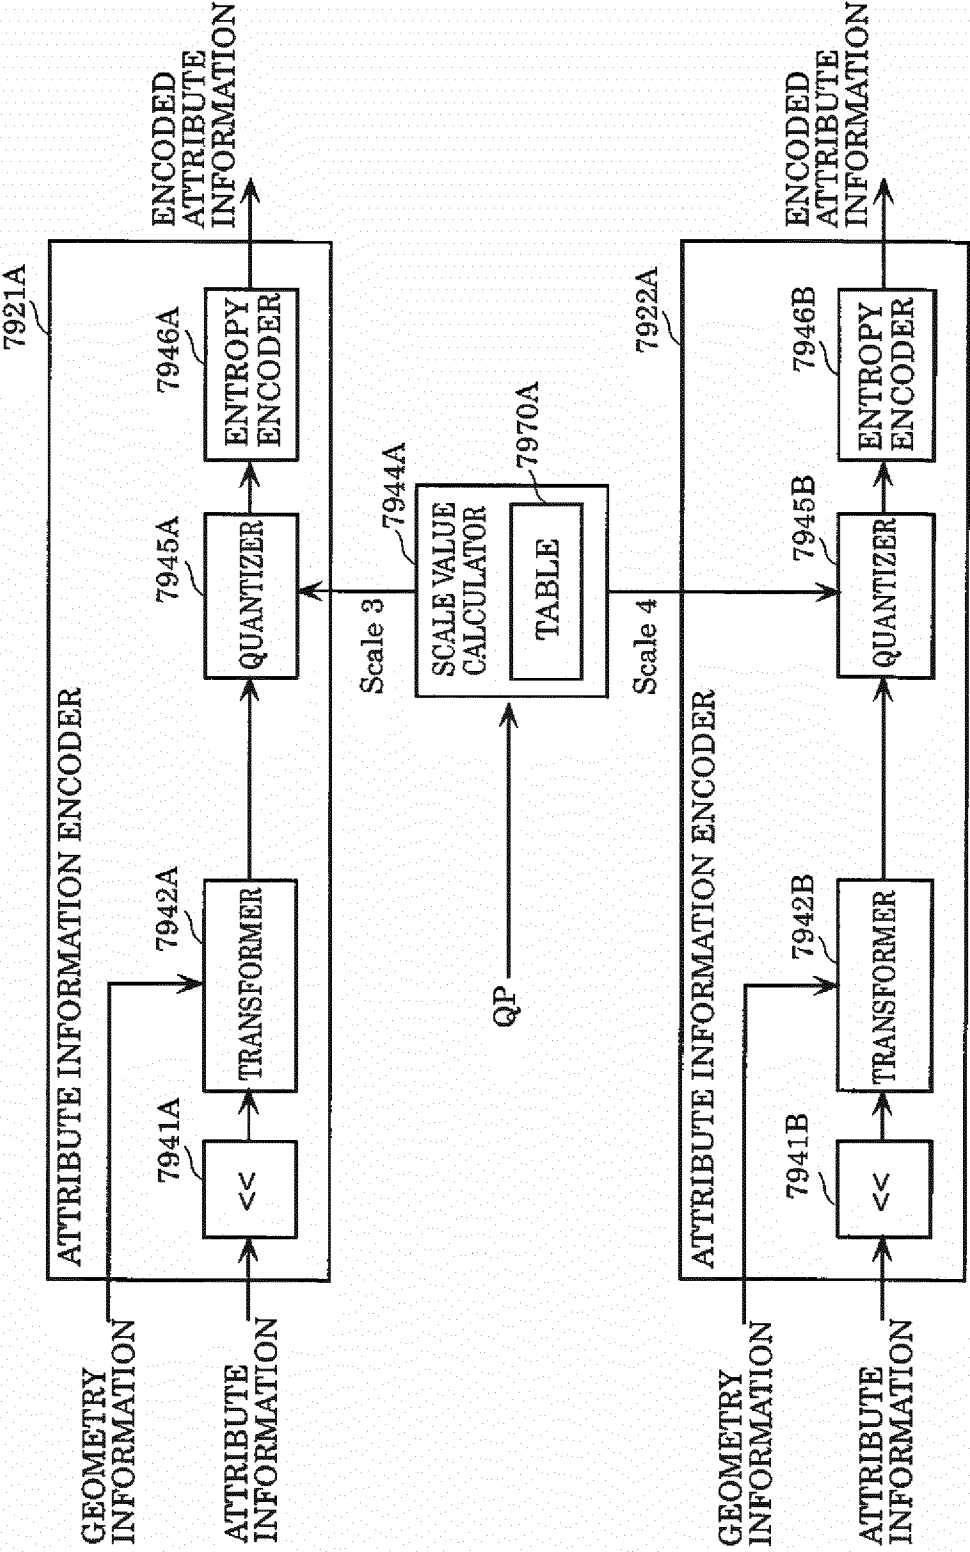 7921A
ATTRIBUTE INFORMATION ENCODER
GEOMETRY
INFORMATION
ATTRIBUTE
INFORMATION
7941A
<<
7942A
TRANSFORMER
7945A
QUANTIZER
7946A
ENTROPY
ENCODER
ENCODED
ATTRIBUTE
INFORMATION
Scale 3
QP
7944A
SCALE VALUE
CALCULATOR
7970A
TABLE
Scale 4
7922A
ATTRIBUTE INFORMATION ENCODER
GEOMETRY
INFORMATION
ATTRIBUTE
INFORMATION
7941B
<<
7942B
TRANSFORMER
7945B
QUANTIZER
7946B
ENTROPY
ENCODER
ENCODED
ATTRIBUTE
INFORMATION